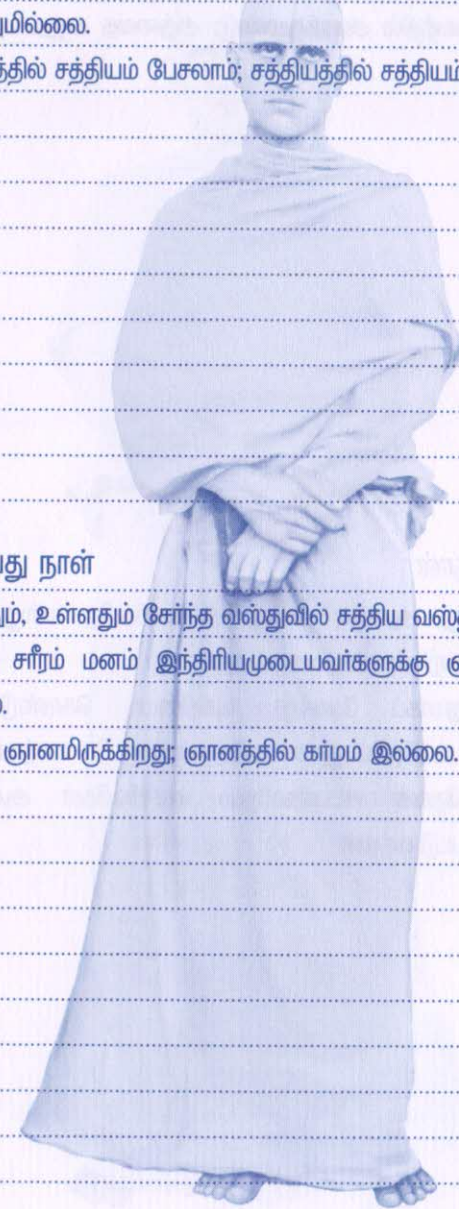 மில்லை.
த்தில் சத்தியம் பேசலாம்; சத்தியத்தில் சத்தியம்
து நாள்
ம், உள்ளதும் சேர்ந்த வஸ்துவில் சத்திய வஸ்
சரீரம் மனம் இந்திரியமுடையவர்களுக்கு
ஞானமிருக்கிறது; ஞானத்தில் கர்மம் இல்லை.